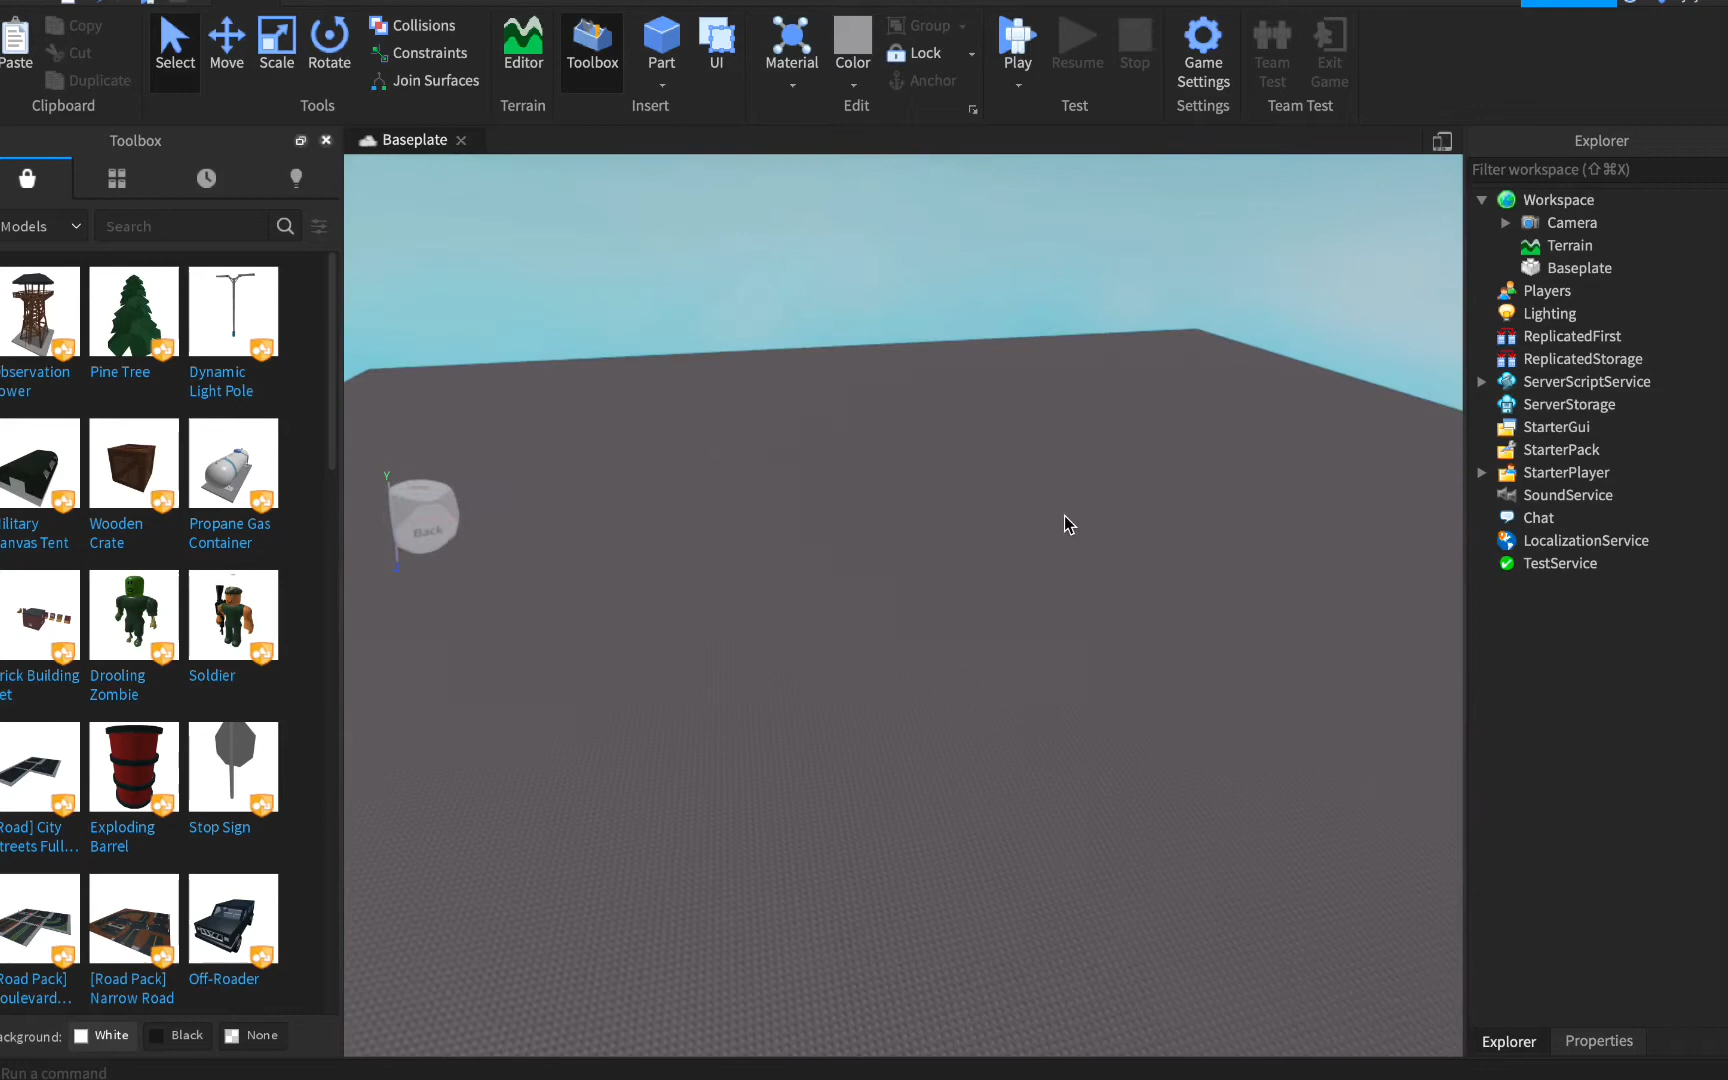 Paste
Copy
Cut
Duplicate
Clipboard
Select
Move
Scale
Rotate
Collisions
Constraints
Join Surfaces
Tools
Editor
Terrain
Toolbox
Part
UI
Insert
Material
Color
Group
Lock
Anchor
Edit
Play
Resume
Stop
Test
Game
Settings
Settings
Team
Test
Exit
Game
Team Test
Toolbox
Models
Search
bservation
ower
Pine Tree
Dynamic
Light Pole
ilitary
anvas Tent
Wooden
Crate
Propane Gas
Container
rick Building
et
Drooling
Zombie
Soldier
Road] City
treets Full...
Exploding
Barrel
Stop Sign
Road Pack]
oulevard...
[Road Pack]
Narrow Road
Off-Roader
ackground:
White
Black
None
Run a command
Baseplate
Y
Back
Z
Explorer
Filter workspace (⇧⌘X)
Workspace
Camera
Terrain
Baseplate
Players
Lighting
ReplicatedFirst
ReplicatedStorage
ServerScriptService
ServerStorage
StarterGui
StarterPack
StarterPlayer
SoundService
Chat
LocalizationService
TestService
Explorer
Properties